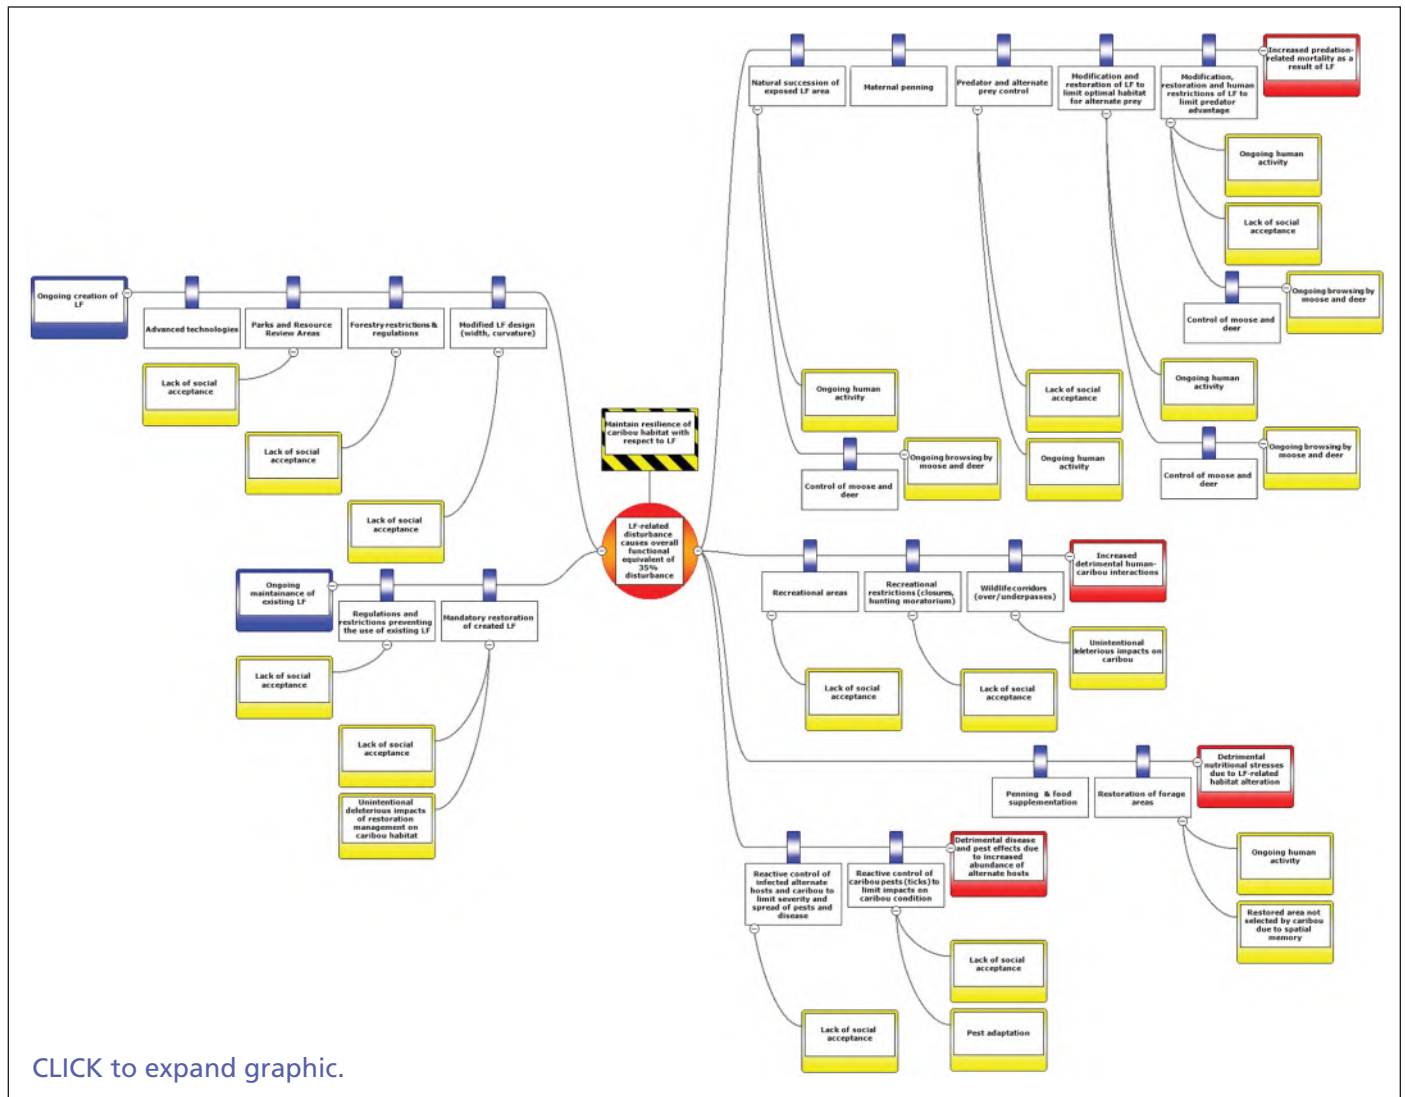 Ongoing creation of
LF
Advanced technologies
Parks and Resource
Review Areas
Forestry restrictions &
regulations
Modified LF design
(width, curvature)
Lack of social
acceptance
Lack of social
acceptance
Lack of social
acceptance
Ongoing
maintainance of
existing LF
Regulations and
restrictions preventing
the use of existing LF
Mandatory restoration
of created LF
Lack of social
acceptance
Lack of social
acceptance
Unintentional
deleterious impacts
of restoration
management on
caribou habitat
Maintain resilience of
caribou habitat with
respect to LF
LF-related
disturbance
causes overall
functional
equivalent of
35%
disturbance
Natural succession of
exposed LF area
Maternal penning
Predator and alternate
prey control
Modification and
restoration of LF to
limit optimal habitat
for alternate prey
Modification,
restoration and human
restrictions of LF to
limit predator
advantage
Increased predation-
related mortality as a
result of LF
Ongoing human
activity
Lack of social
acceptance
Control of moose and
deer
Ongoing browsing by
moose and deer
Ongoing human
activity
Control of moose and
deer
Ongoing browsing by
moose and deer
Lack of social
acceptance
Ongoing human
activity
Ongoing human
activity
Control of moose and
deer
Ongoing browsing by
moose and deer
Recreational areas
Recreational
restrictions (closures,
hunting moratorium)
Wildlife corridors
(over/underpasses)
Increased
detrimental human-
caribou interactions
Lack of social
acceptance
Lack of social
acceptance
Unintentional
deleterious impacts on
caribou
Penning & food
supplementation
Restoration of forage
areas
Detrimental
nutritional stresses
due to LF-related
habitat alteration
Ongoing human
activity
Restored area not
selected by caribou
due to spatial
memory
Reactive control of
infected alternate
hosts and caribou to
limit severity and
spread of pests and
disease
Reactive control of
caribou pests (ticks) to
limit impacts on
caribou condition
Detrimental disease
and pest effects due
to increased
abundance of
alternate hosts
Lack of social
acceptance
Lack of social
acceptance
Pest adaptation
CLICK to expand graphic.